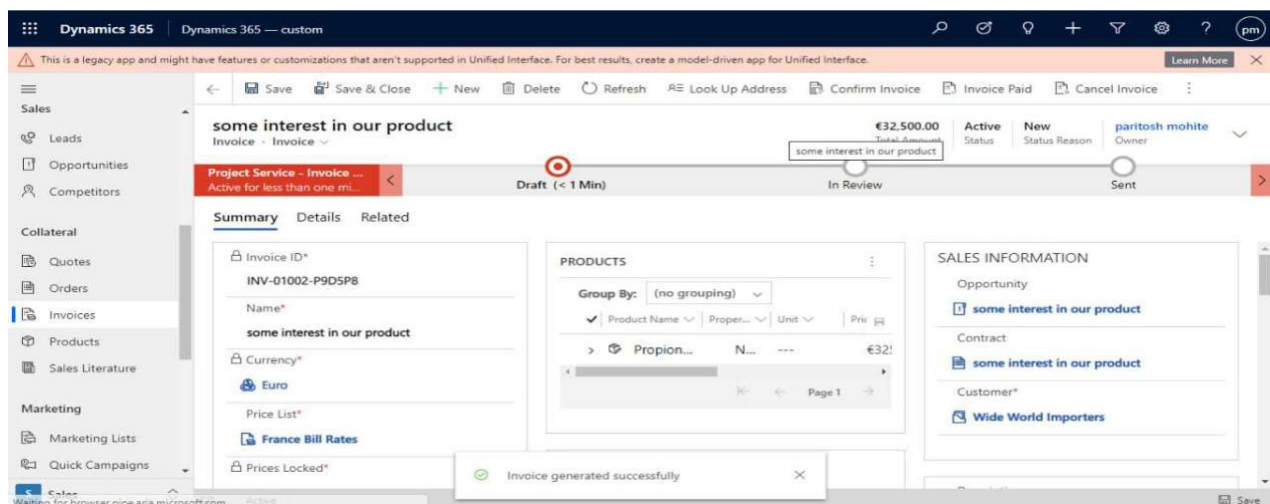 Dynamics 365 Dynamics 365 — custom pm
This is a legacy app and might have features or customizations that aren't supported in Unified Interface. For best results, create a model-driven app for Unified Interface. Learn More
Save Save & Close New Delete Refresh Look Up Address Confirm Invoice Invoice Paid Cancel Invoice
Sales
Leads
Opportunities
Competitors
Collateral
Quotes
Orders
Invoices
Products
Sales Literature
Marketing
Marketing Lists
Quick Campaigns
S Sales
some interest in our product
Invoice · Invoice
€32,500.00 Active New paritosh mohite
Total Amount Status Status Reason Owner
some interest in our product
Project Service - Invoice ...
Active for less than one mi...
Draft (< 1 Min) In Review Sent
Summary Details Related
Invoice ID*
INV-01002-P9D5P8
Name*
some interest in our product
Currency*
Euro
Price List*
France Bill Rates
Prices Locked*
PRODUCTS
Group By: (no grouping)
Product Name Proper... Unit
Propion... N... ---
Page 1
SALES INFORMATION
Opportunity
some interest in our product
Contract
some interest in our product
Customer*
Wide World Importers
Invoice generated successfully
Save